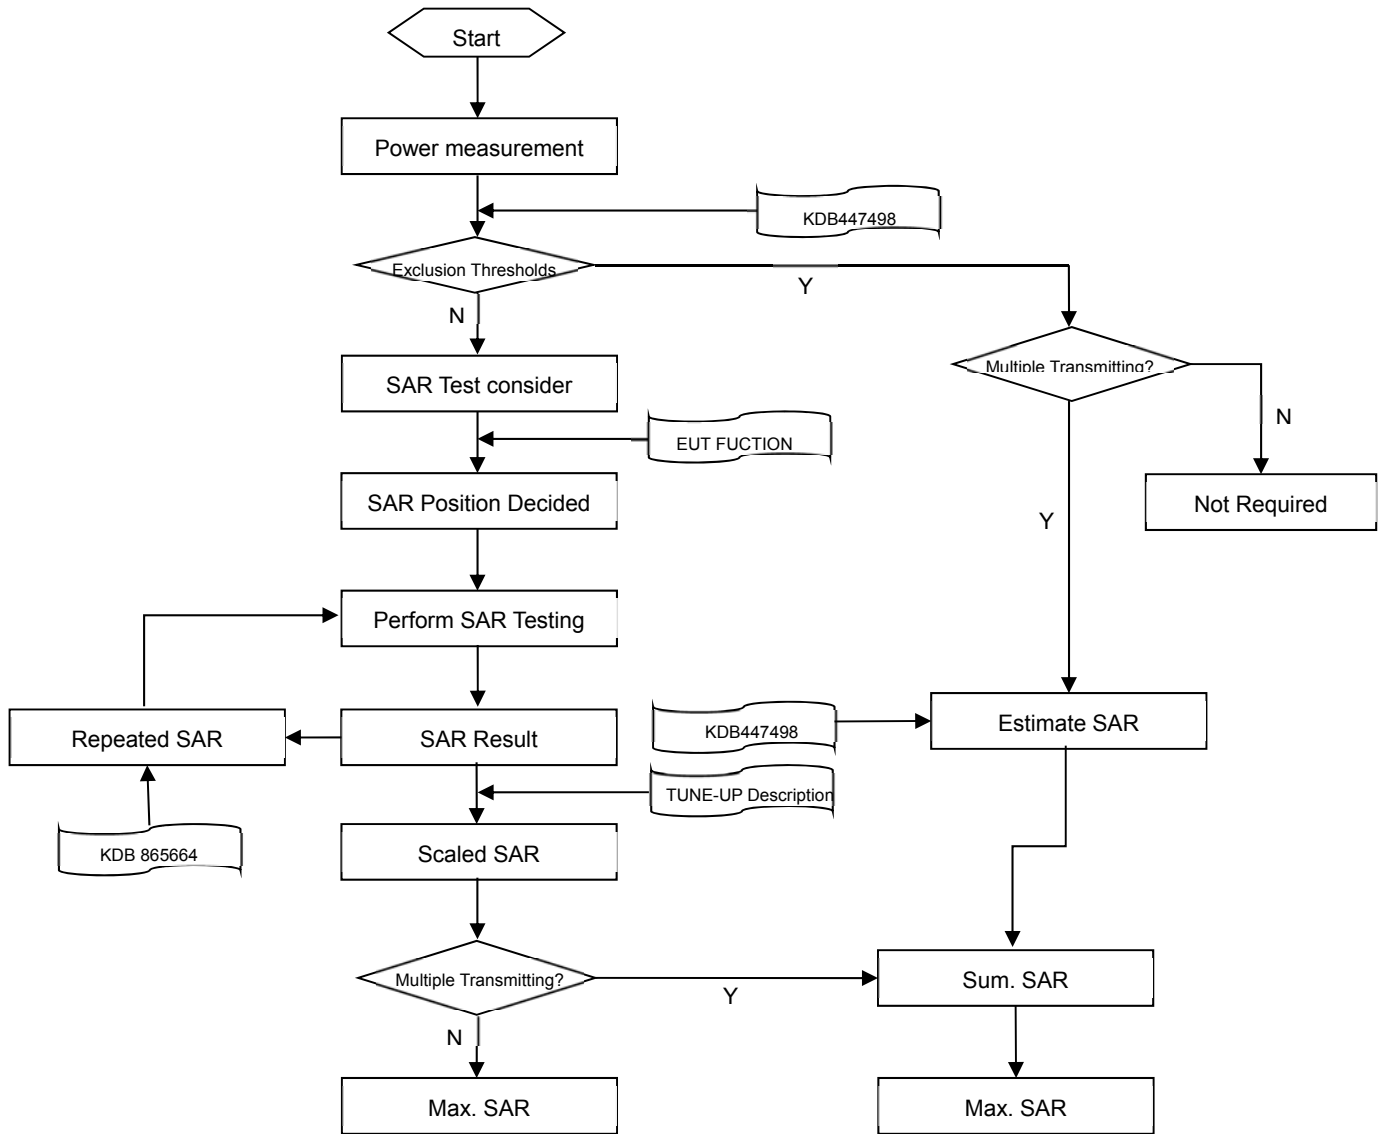 Start
Power measurement
KDB447498
Exclusion Thresholds
Y
N
Multiple Transmitting?
SAR Test consider
N
EUT FUCTION
SAR Position Decided
Not Required
Y
Perform SAR Testing
Repeated SAR
SAR Result
KDB447498
Estimate SAR
TUNE-UP Description
KDB 865664
Scaled SAR
Multiple Transmitting?
Y
Sum. SAR
N
Max. SAR
Max. SAR